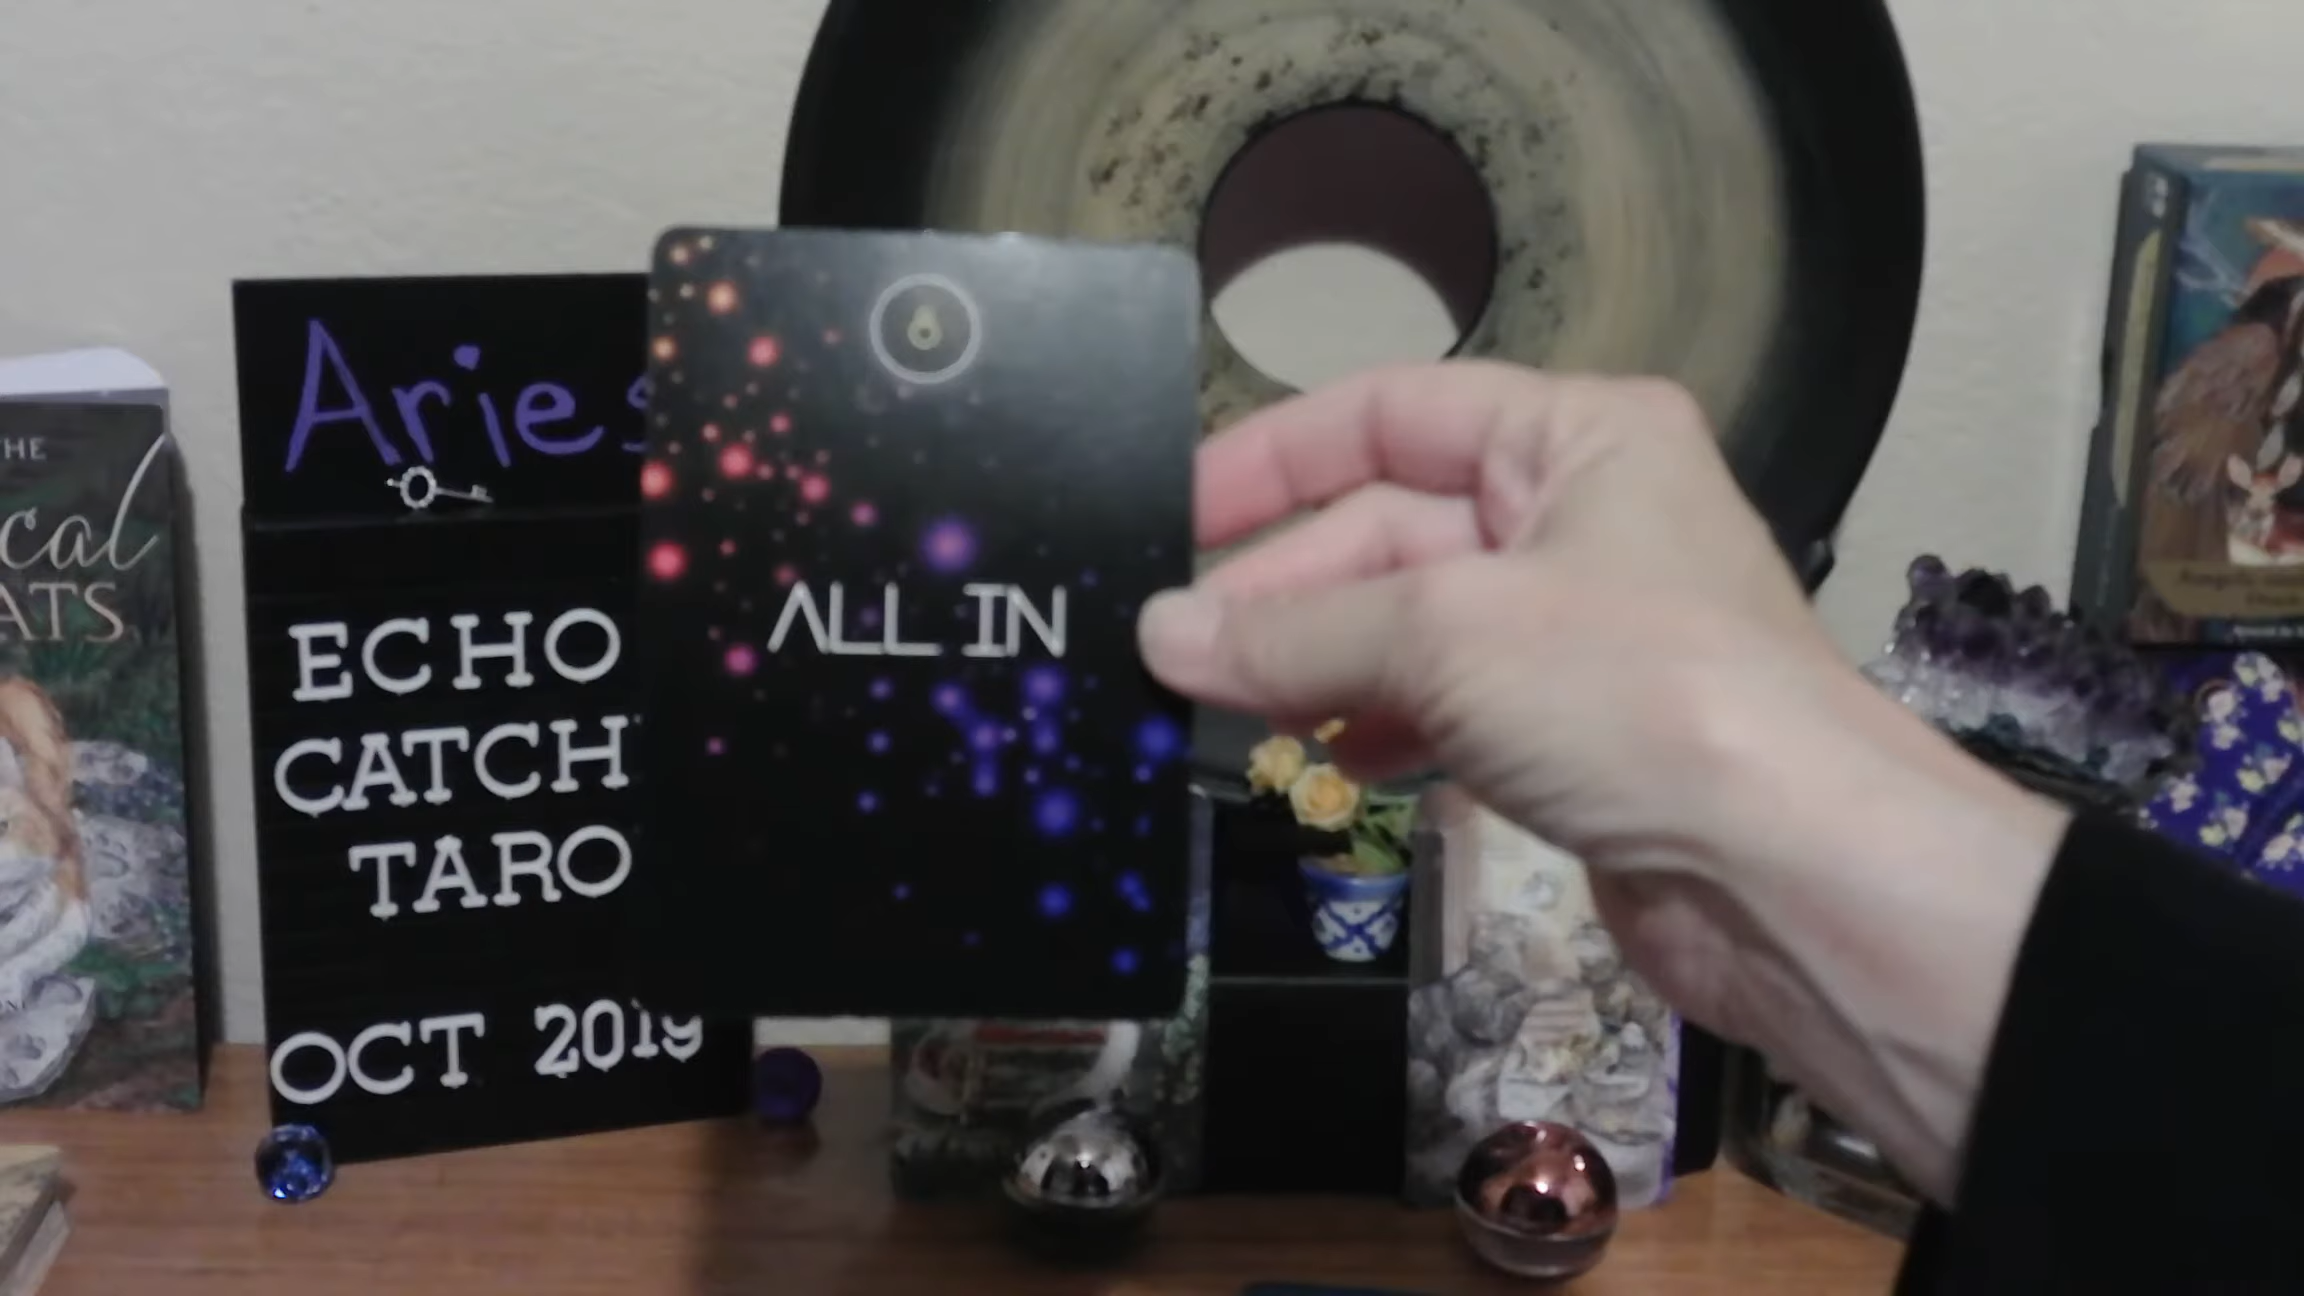 Aries
ECHO
CATCH
TARO
OCT 2019
ALL IN
THE
cal
ATS